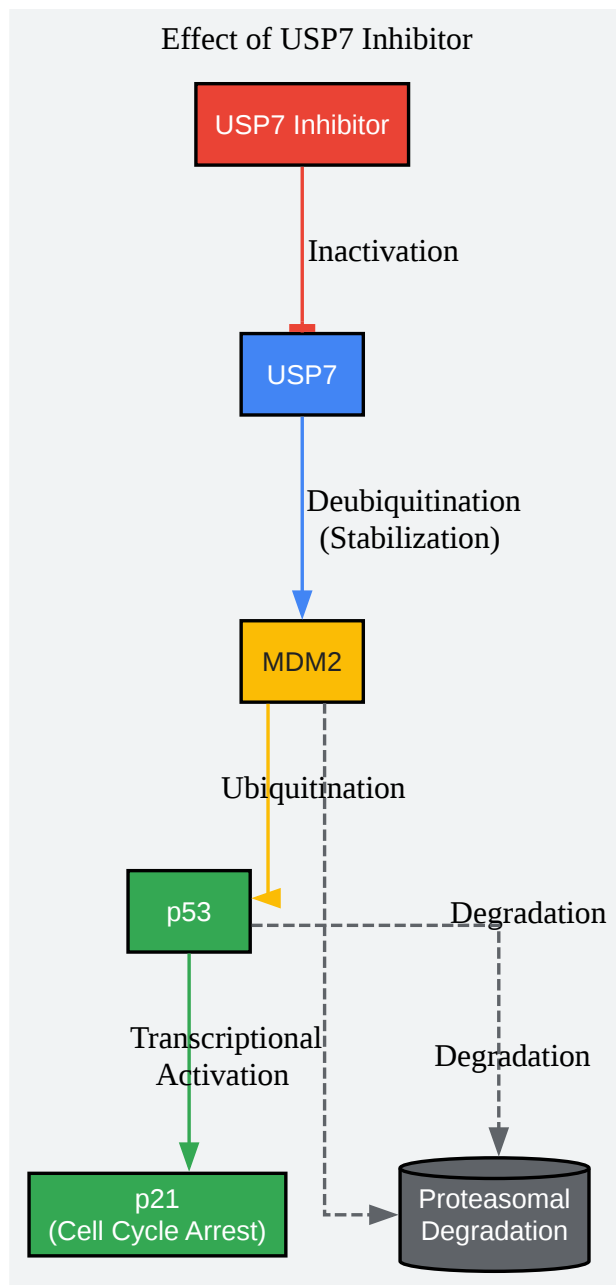 Effect of USP7 Inhibitor
USP7 Inhibitor
Inactivation
USP7
Deubiquitination
(Stabilization)
MDM2
Ubiquitination
p53
Degradation
Transcriptional
Activation
Degradation
p21
(Cell Cycle Arrest)
Proteasomal
Degradation